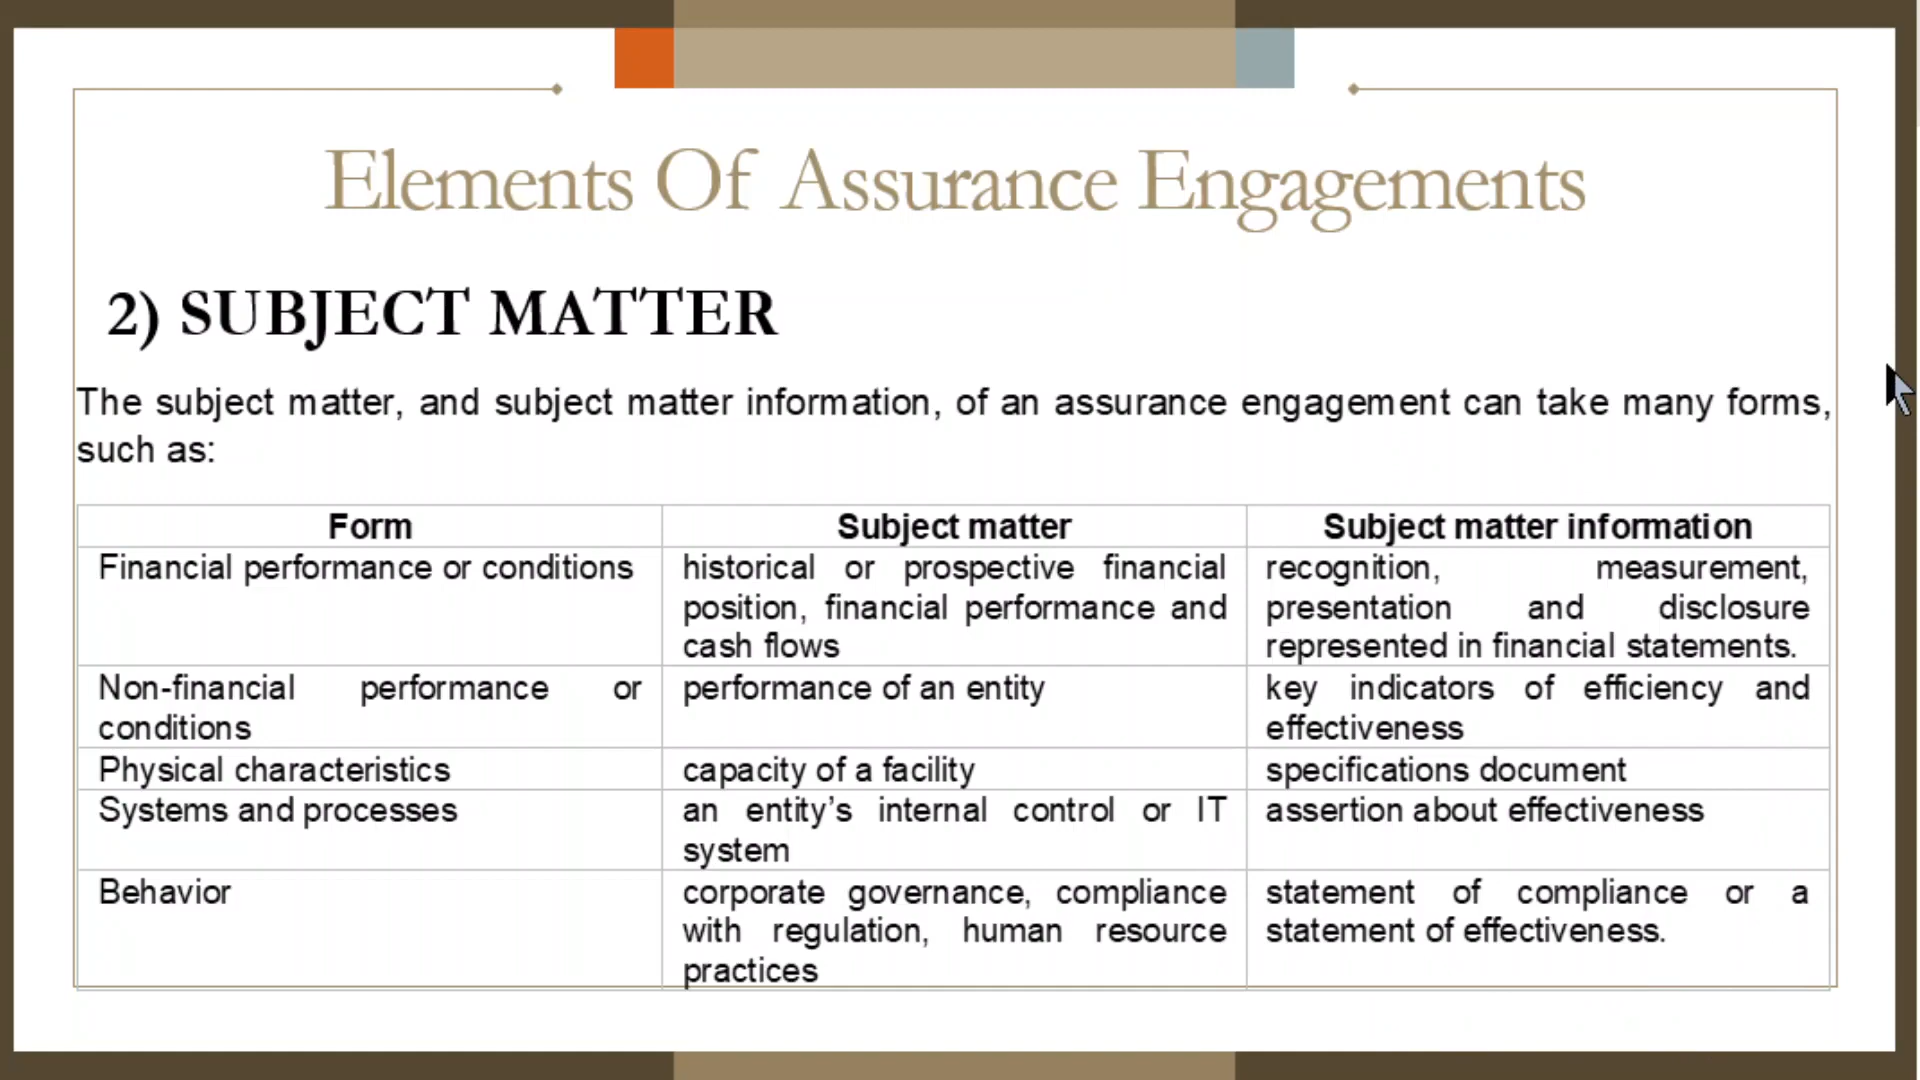 Elements Of Assurance Engagements
2) SUBJECT MATTER
The subject matter, and subject matter information, of an assurance engagement can take many forms,
such as:
Form
Subject matter
Subject matter information
Financial performance or conditions
historical or prospective financial
position, financial performance and
cash flows
recognition, measurement,
presentation and disclosure
represented in financial statements.
Non-financial performance or
conditions
performance of an entity
key indicators of efficiency and
effectiveness
Physical characteristics
capacity of a facility
specifications document
Systems and processes
an entity’s internal control or IT
system
assertion about effectiveness
Behavior
corporate governance, compliance
with regulation, human resource
practices
statement of compliance or a
statement of effectiveness.